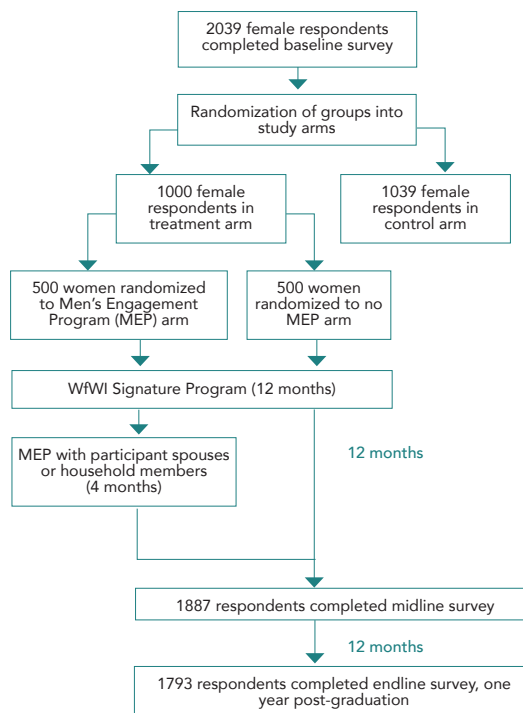 2039 female respondents
completed baseline survey
Randomization of groups into
study arms
1000 female
respondents in
treatment arm
1039 female
respondents in
control arm
500 women randomized
to Men’s Engagement
Program (MEP) arm
500 women
randomized to no
MEP arm
WfWI Signature Program (12 months)
MEP with participant spouses
or household members
(4 months)
12 months
1887 respondents completed midline survey
12 months
1793 respondents completed endline survey, one
year post-graduation